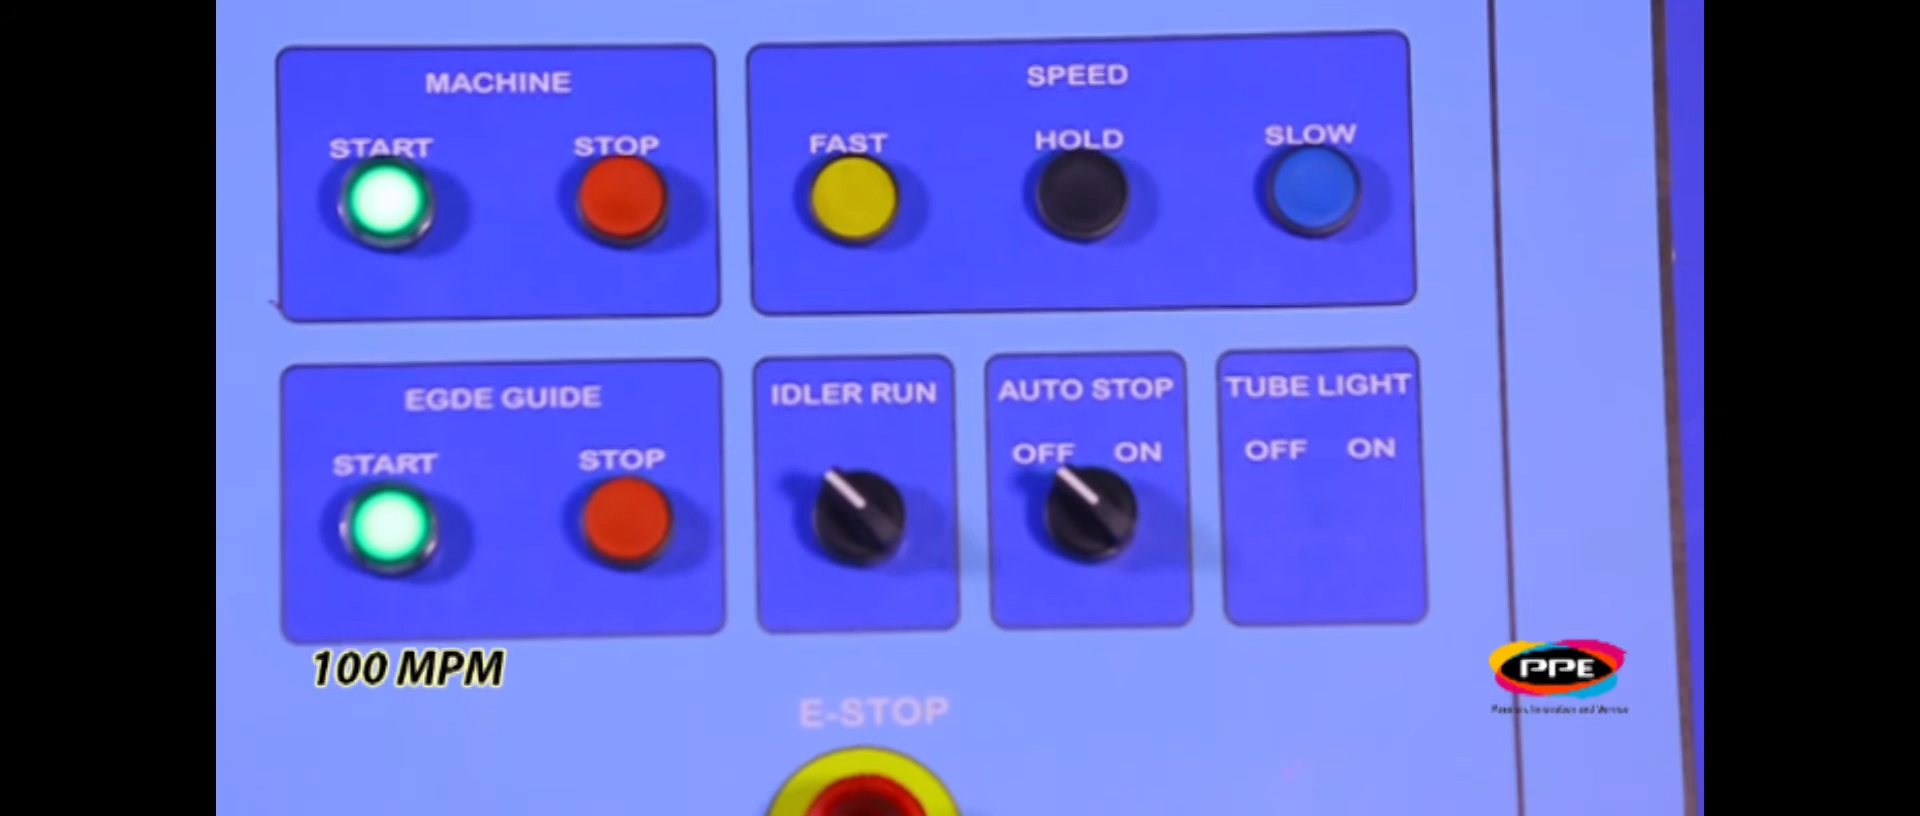 MACHINE
START STOP
SPEED
FAST HOLD SLOW
EGDE GUIDE
START STOP
IDLER RUN
AUTO STOP
OFF ON
TUBE LIGHT
OFF ON
100 MPM
E-STOP
PPE